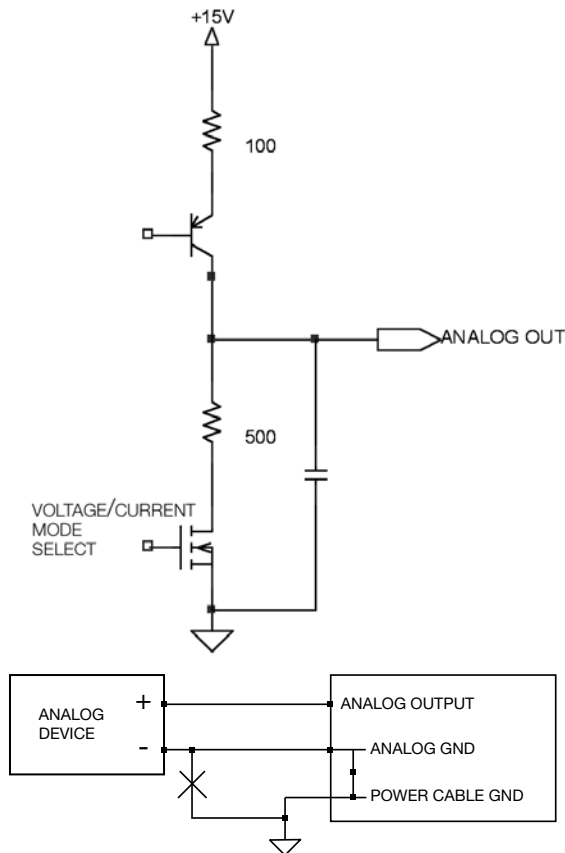 +15V
100
ANALOG OUT
500
VOLTAGE/CURRENT
MODE
SELECT
ANALOG
DEVICE
+
-
ANALOG OUTPUT
ANALOG GND
POWER CABLE GND